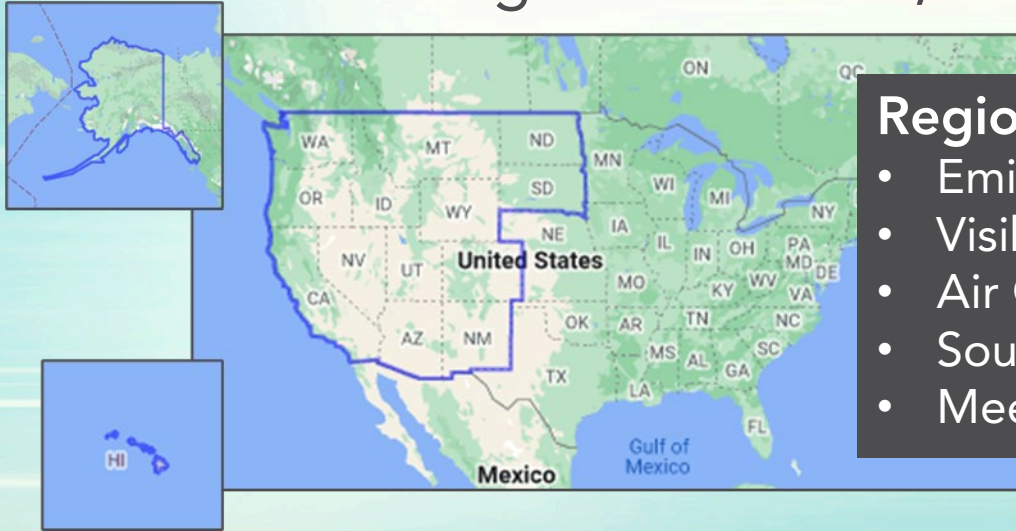 ON
QC
WA
MT
ND
MN
OR
ID
WY
SD
WI
MI
NY
NV
UT
United States
NE
IA
IL
IN
OH
PA
MD
DE
CA
MO
KY
WV
VA
AZ
NM
OK
AR
TN
NC
TX
MS
AL
GA
SC
LA
FL
Gulf of
Mexico
Mexico
HI
Regio
• Emi
• Visi
• Air
• Sou
• Mee